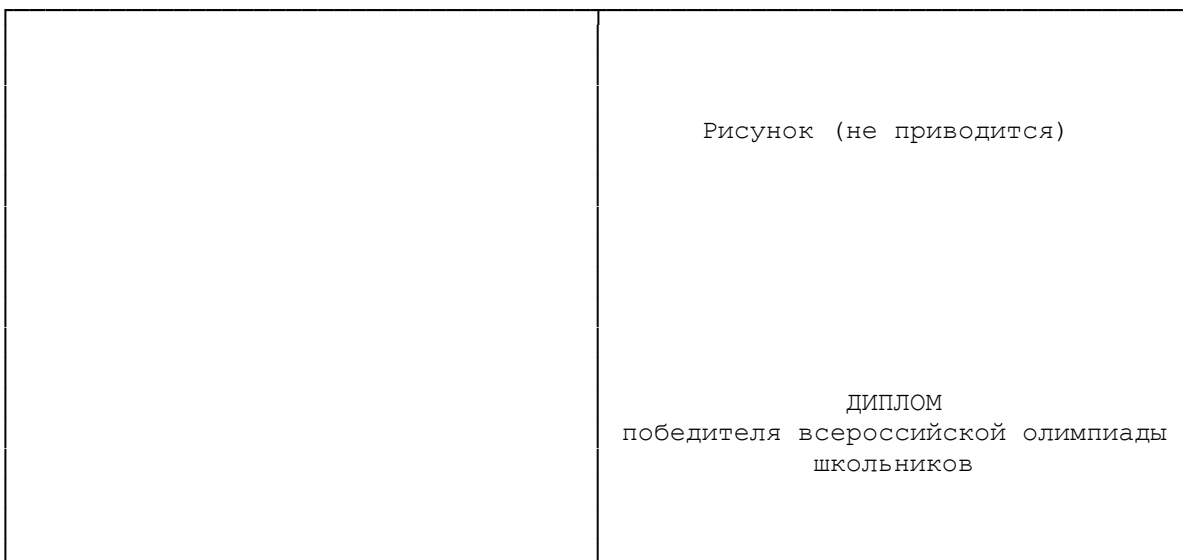 Рисунок (не приводится)
ДИПЛОМ
победителя всероссийской олимпиады
школьников